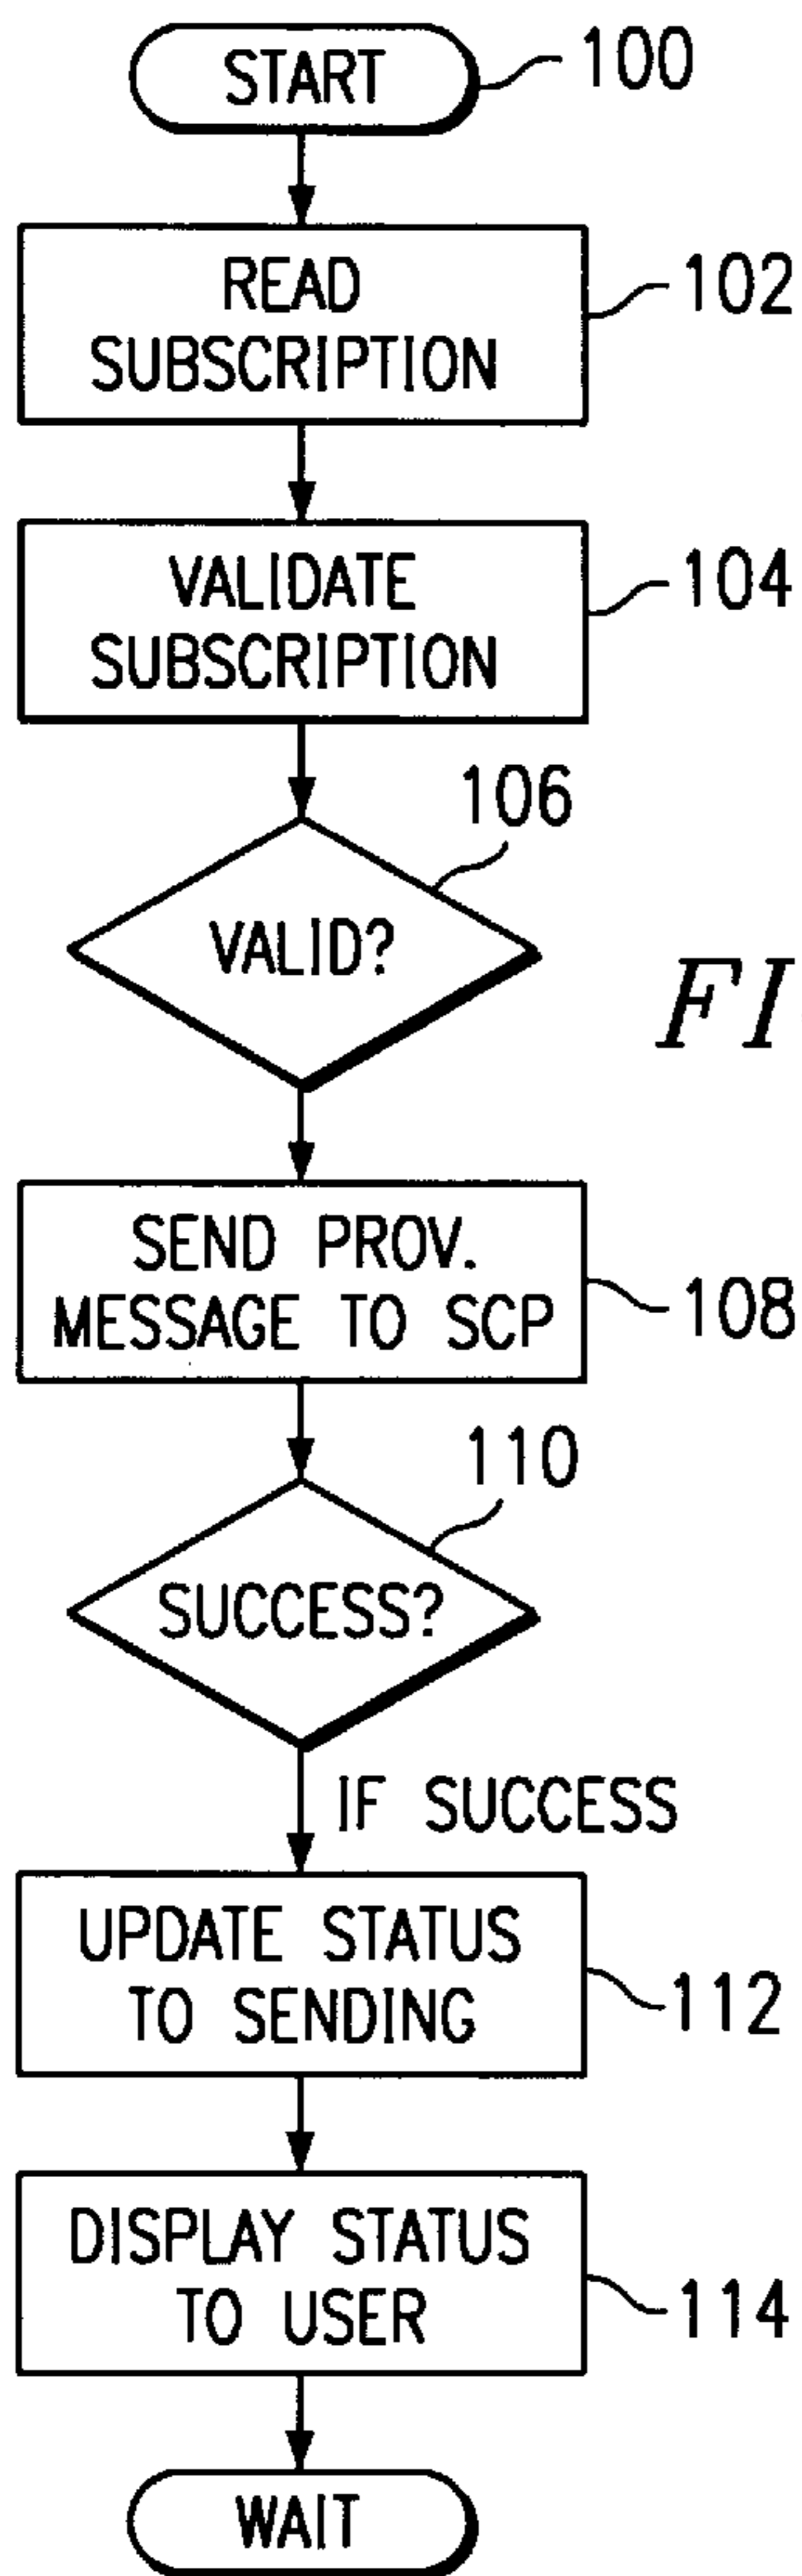 START
100
READ
SUBSCRIPTION
102
VALIDATE
SUBSCRIPTION
104
106
VALID?
FI
SEND PROV.
MESSAGE TO SCP
108
110
SUCCESS?
IF SUCCESS
UPDATE STATUS
TO SENDING
112
DISPLAY STATUS
TO USER
114
WAIT